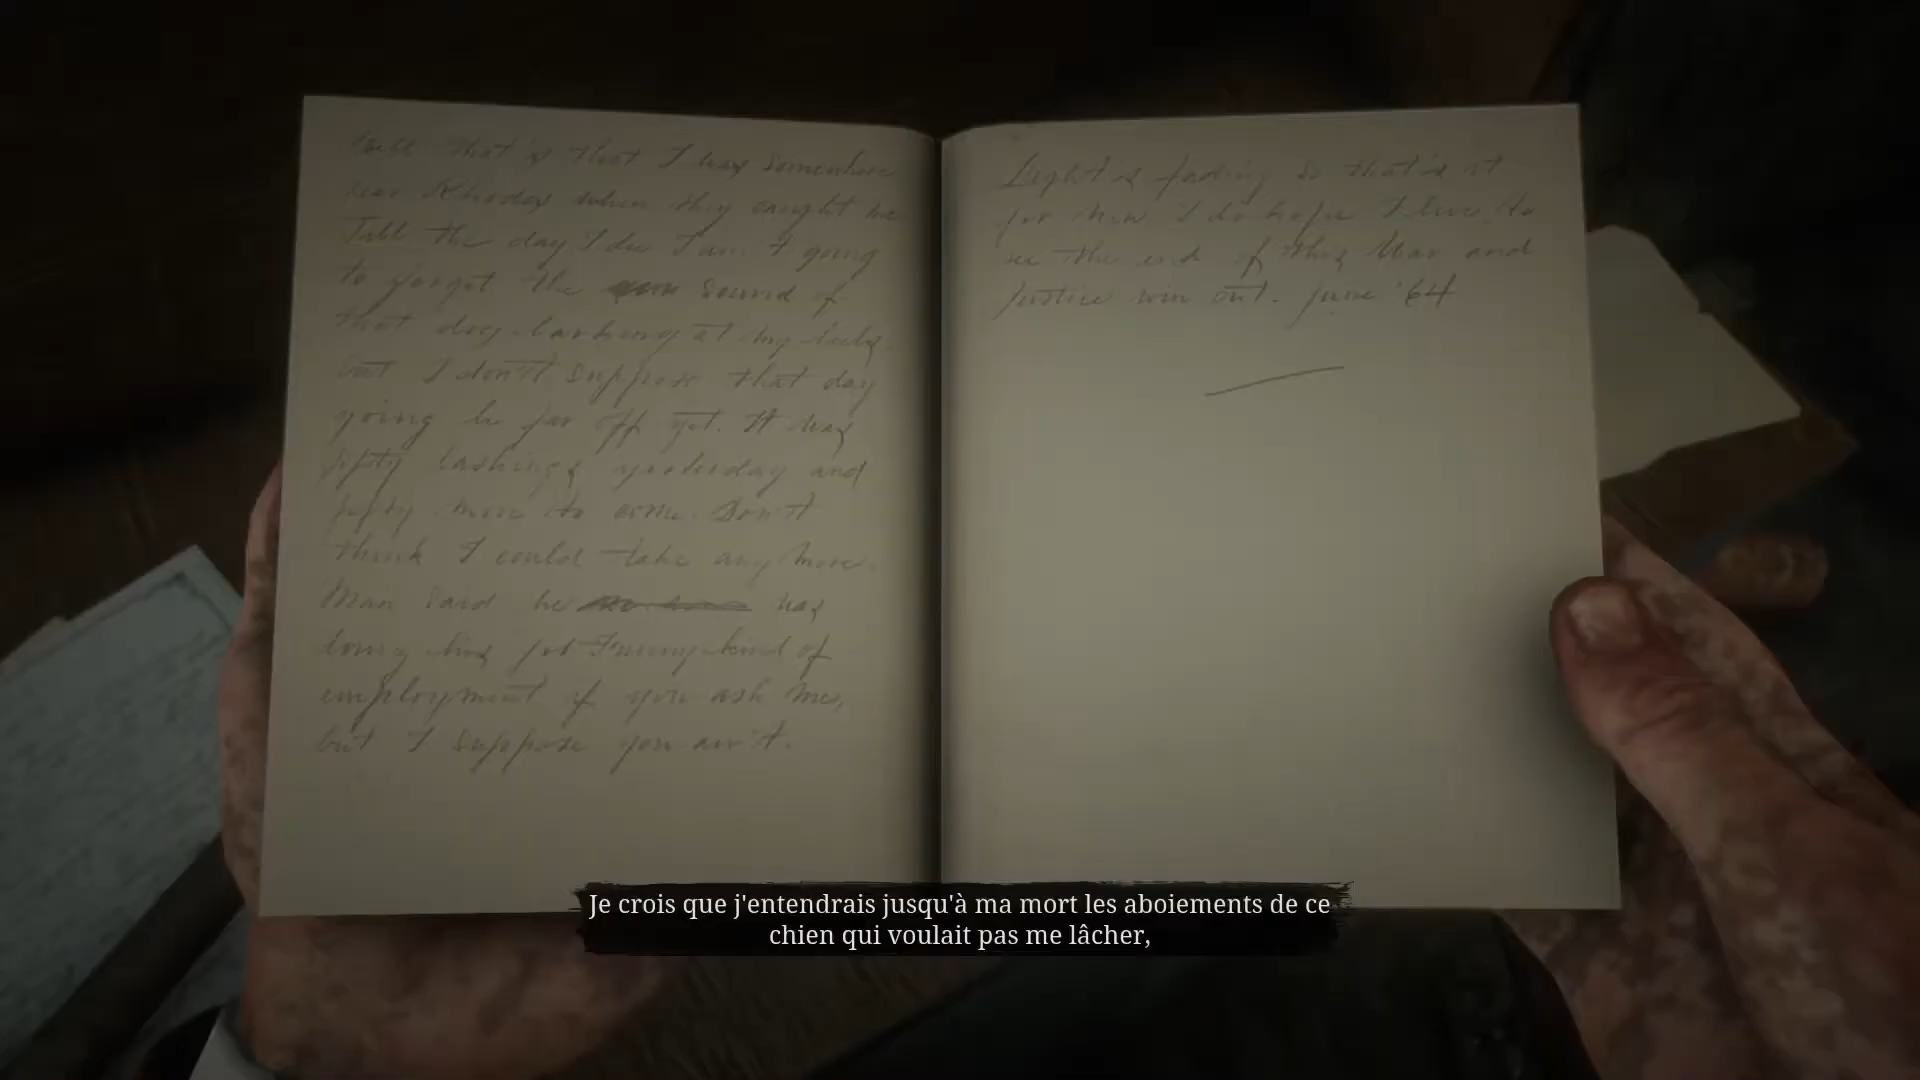 Well that is that I was somewhere
near Rhodes when they caught me
Till the day I die I ain't going
to forget the sound of
that dog barking at my
but I don't suppose that day
going be far off yet. It was
fifty lashings yesterday and
fifty more to come. Don't
think I could take any more.
Man said he was
doing his job Funny kind of
employment if you ask me,
but I suppose you ain't.
Light is fading so that's it
for now I do hope I live to
see the end of this War and
Justice win out. June '64
Je crois que j'entendrais jusqu'à ma mort les aboiements de ce
chien qui voulait pas me lâcher,